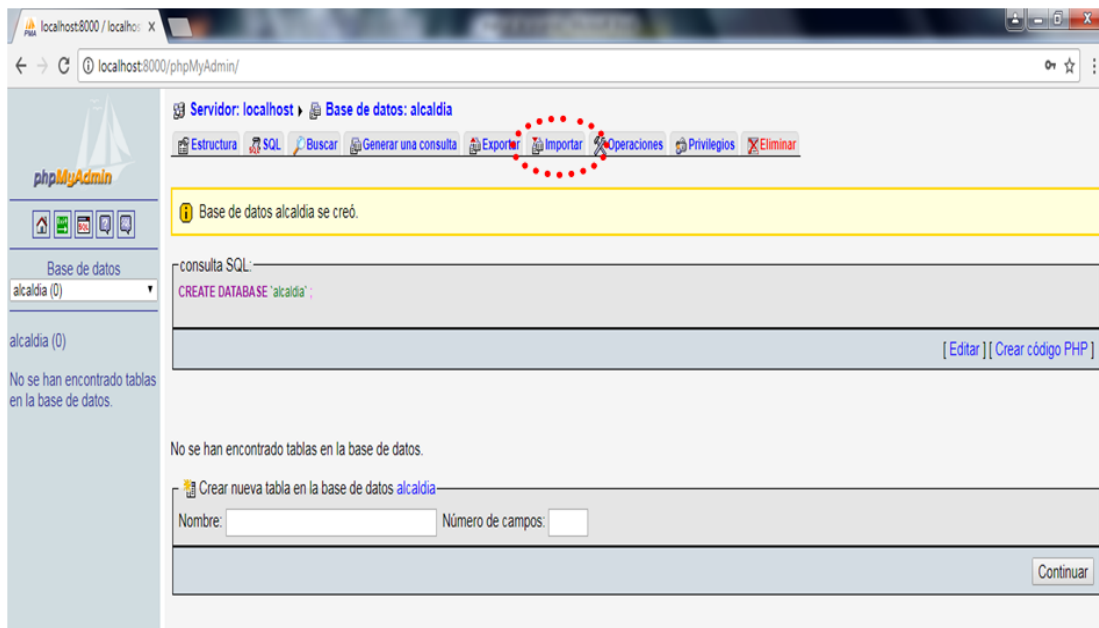 localhost:8000 / localhos
localhost:8000/phpMyAdmin/
phpMyAdmin
Base de datos
alcaldia (0)
alcaldia (0)
No se han encontrado tablas
en la base de datos.
Servidor: localhost Base de datos: alcaldia
Estructura SQL Buscar Generar una consulta Exportar Importar Operaciones Privilegios Eliminar
Base de datos alcaldia se creó.
consulta SQL:
CREATE DATABASE `alcaldia` ;
[ Editar ] [ Crear código PHP ]
No se han encontrado tablas en la base de datos.
Crear nueva tabla en la base de datos alcaldia
Nombre: Número de campos:
Continuar